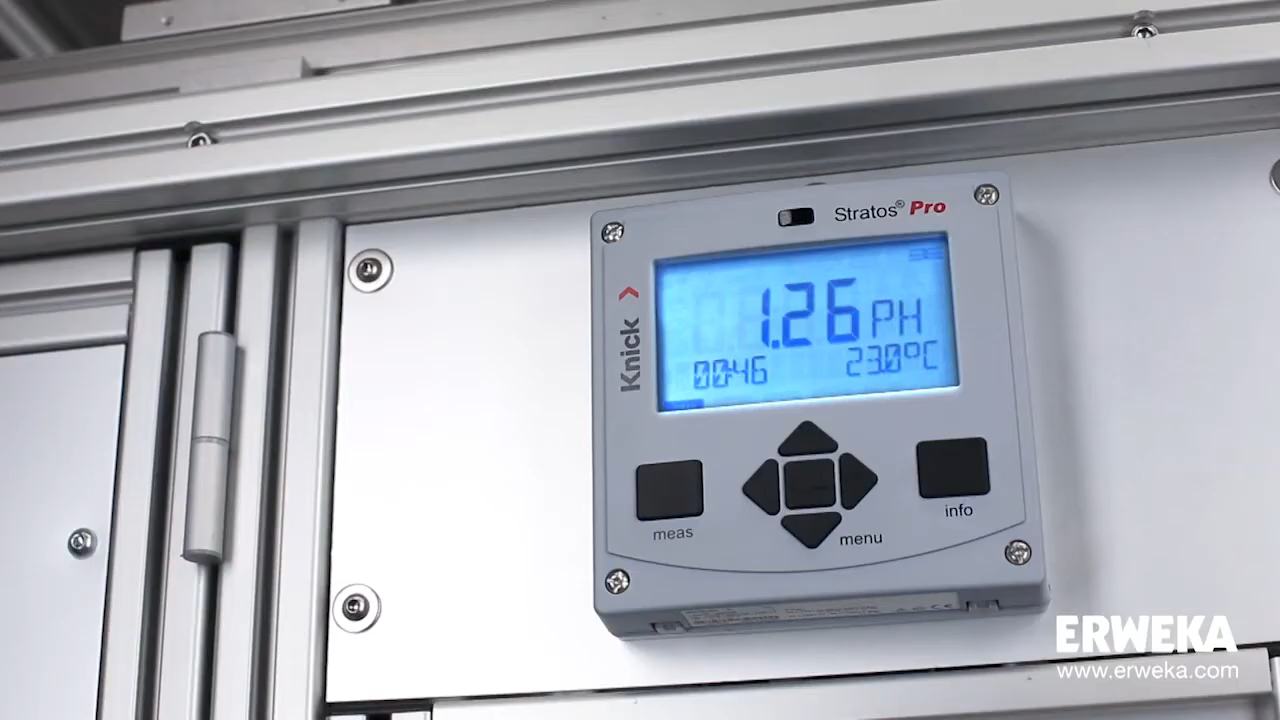 Stratos® Pro
Knick >
1.26 PH
00:46 23.0°C
meas
menu
info
ERWEKA
www.erweka.com